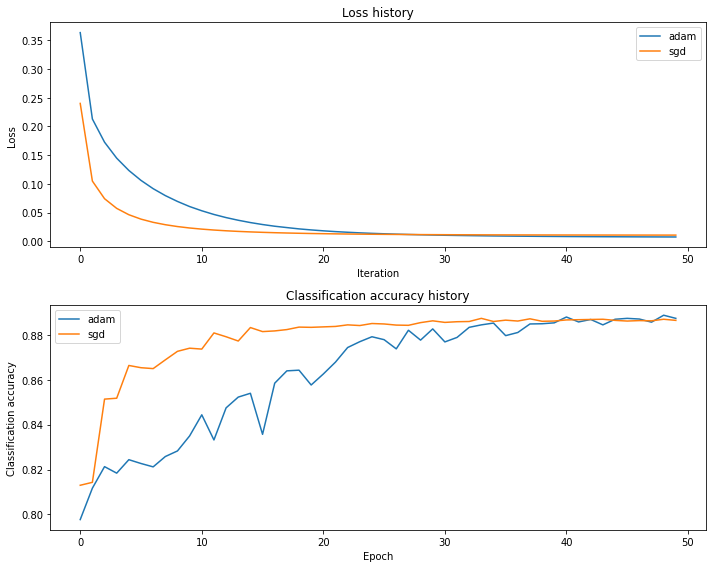 Loss history
0.35
0.30
0.25
0.20
0.15
0.10
0.05
0.00
Loss
adam
sgd
0 10 20 30 40 50
Iteration
Classification accuracy history
0.88
0.86
0.84
0.82
0.80
Classification accuracy
adam
sgd
0 10 20 30 40 50
Epoch